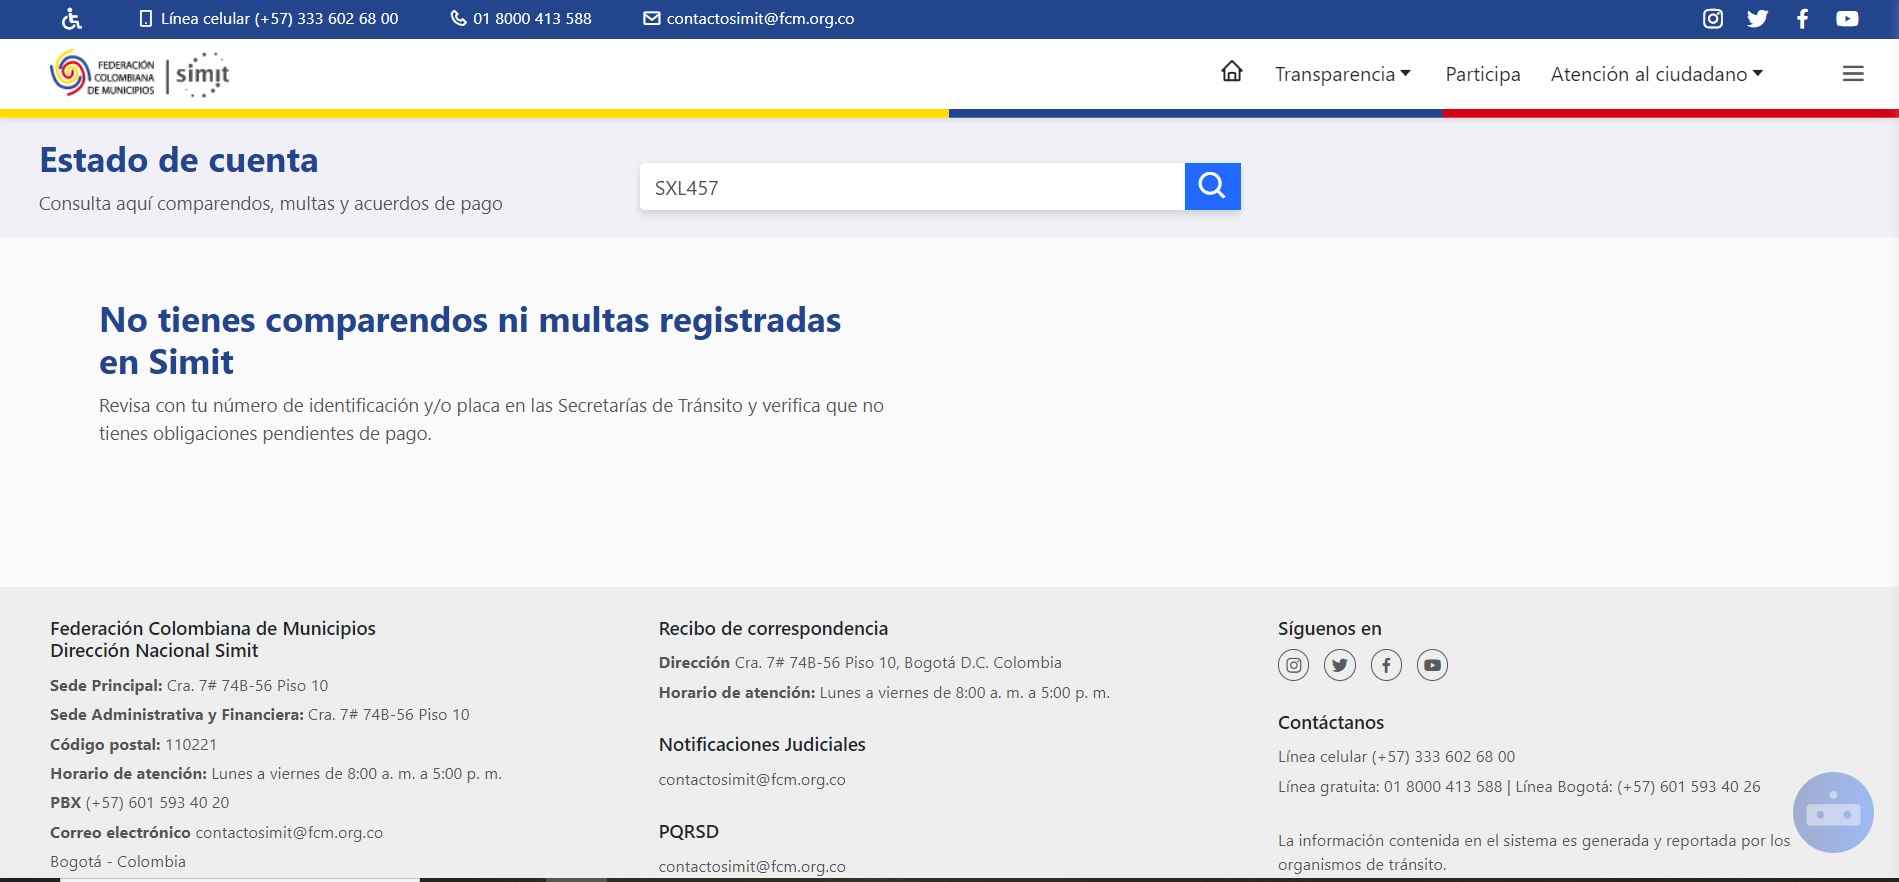 Línea celular (+57) 333 602 68 00
01 8000 413 588
contactosimit@fcm.org.co
FEDERACIÓN
COLOMBIANA
DE MUNICIPIOS
simit
Transparencia
Participa
Atención al ciudadano
Estado de cuenta
Consulta aquí comparendos, multas y acuerdos de pago
SXL457
No tienes comparendos ni multas registradas
en Simit
Revisa con tu número de identificación y/o placa en las Secretarías de Tránsito y verifica que no
tienes obligaciones pendientes de pago.
Federación Colombiana de Municipios
Dirección Nacional Simit
Sede Principal: Cra. 7# 74B-56 Piso 10
Sede Administrativa y Financiera: Cra. 7# 74B-56 Piso 10
Código postal: 110221
Horario de atención: Lunes a viernes de 8:00 a. m. a 5:00 p. m.
PBX (+57) 601 593 40 20
Correo electrónico contactosimit@fcm.org.co
Bogotá - Colombia
Recibo de correspondencia
Dirección Cra. 7# 74B-56 Piso 10, Bogotá D.C. Colombia
Horario de atención: Lunes a viernes de 8:00 a. m. a 5:00 p. m.
Notificaciones Judiciales
contactosimit@fcm.org.co
PQRSD
contactosimit@fcm.org.co
Síguenos en
Contáctanos
Línea celular (+57) 333 602 68 00
Línea gratuita: 01 8000 413 588 | Línea Bogotá: (+57) 601 593 40 26
La información contenida en el sistema es generada y reportada por los
organismos de tránsito.